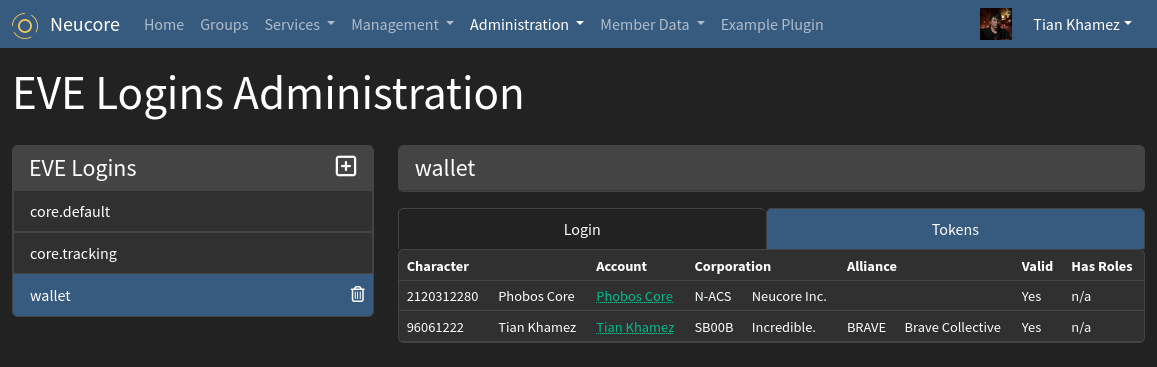 Neucore Home Groups Services Management Administration Member Data Example Plugin Tian Khamez
EVE Logins Administration
EVE Logins
core.default
core.tracking
wallet
wallet
Login Tokens
Character Account Corporation Alliance Valid Has Roles
2120312280 Phobos Core Phobos Core N-ACS Neucore Inc. Yes n/a
96061222 Tian Khamez Tian Khamez SB00B Incredible. BRAVE Brave Collective Yes n/a